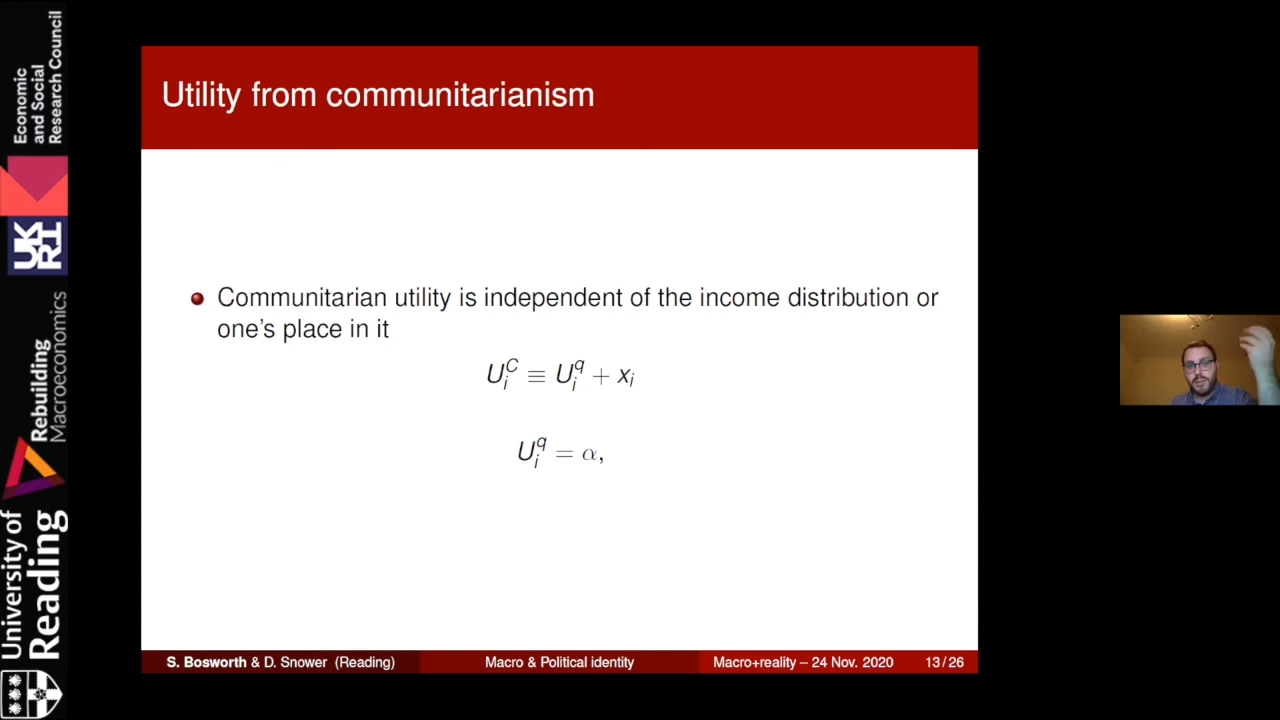 Economic
and Social
Research Council
UK
RI
Rebuilding
Macroeconomics
University of
Reading
Utility from communitarianism
Communitarian utility is independent of the income distribution or
one's place in it
U_i^C ≡ U_i^q + x_i
U_i^q = α,
S. Bosworth & D. Snower (Reading)
Macro & Political identity
Macro+reality – 24 Nov. 2020
13 / 26